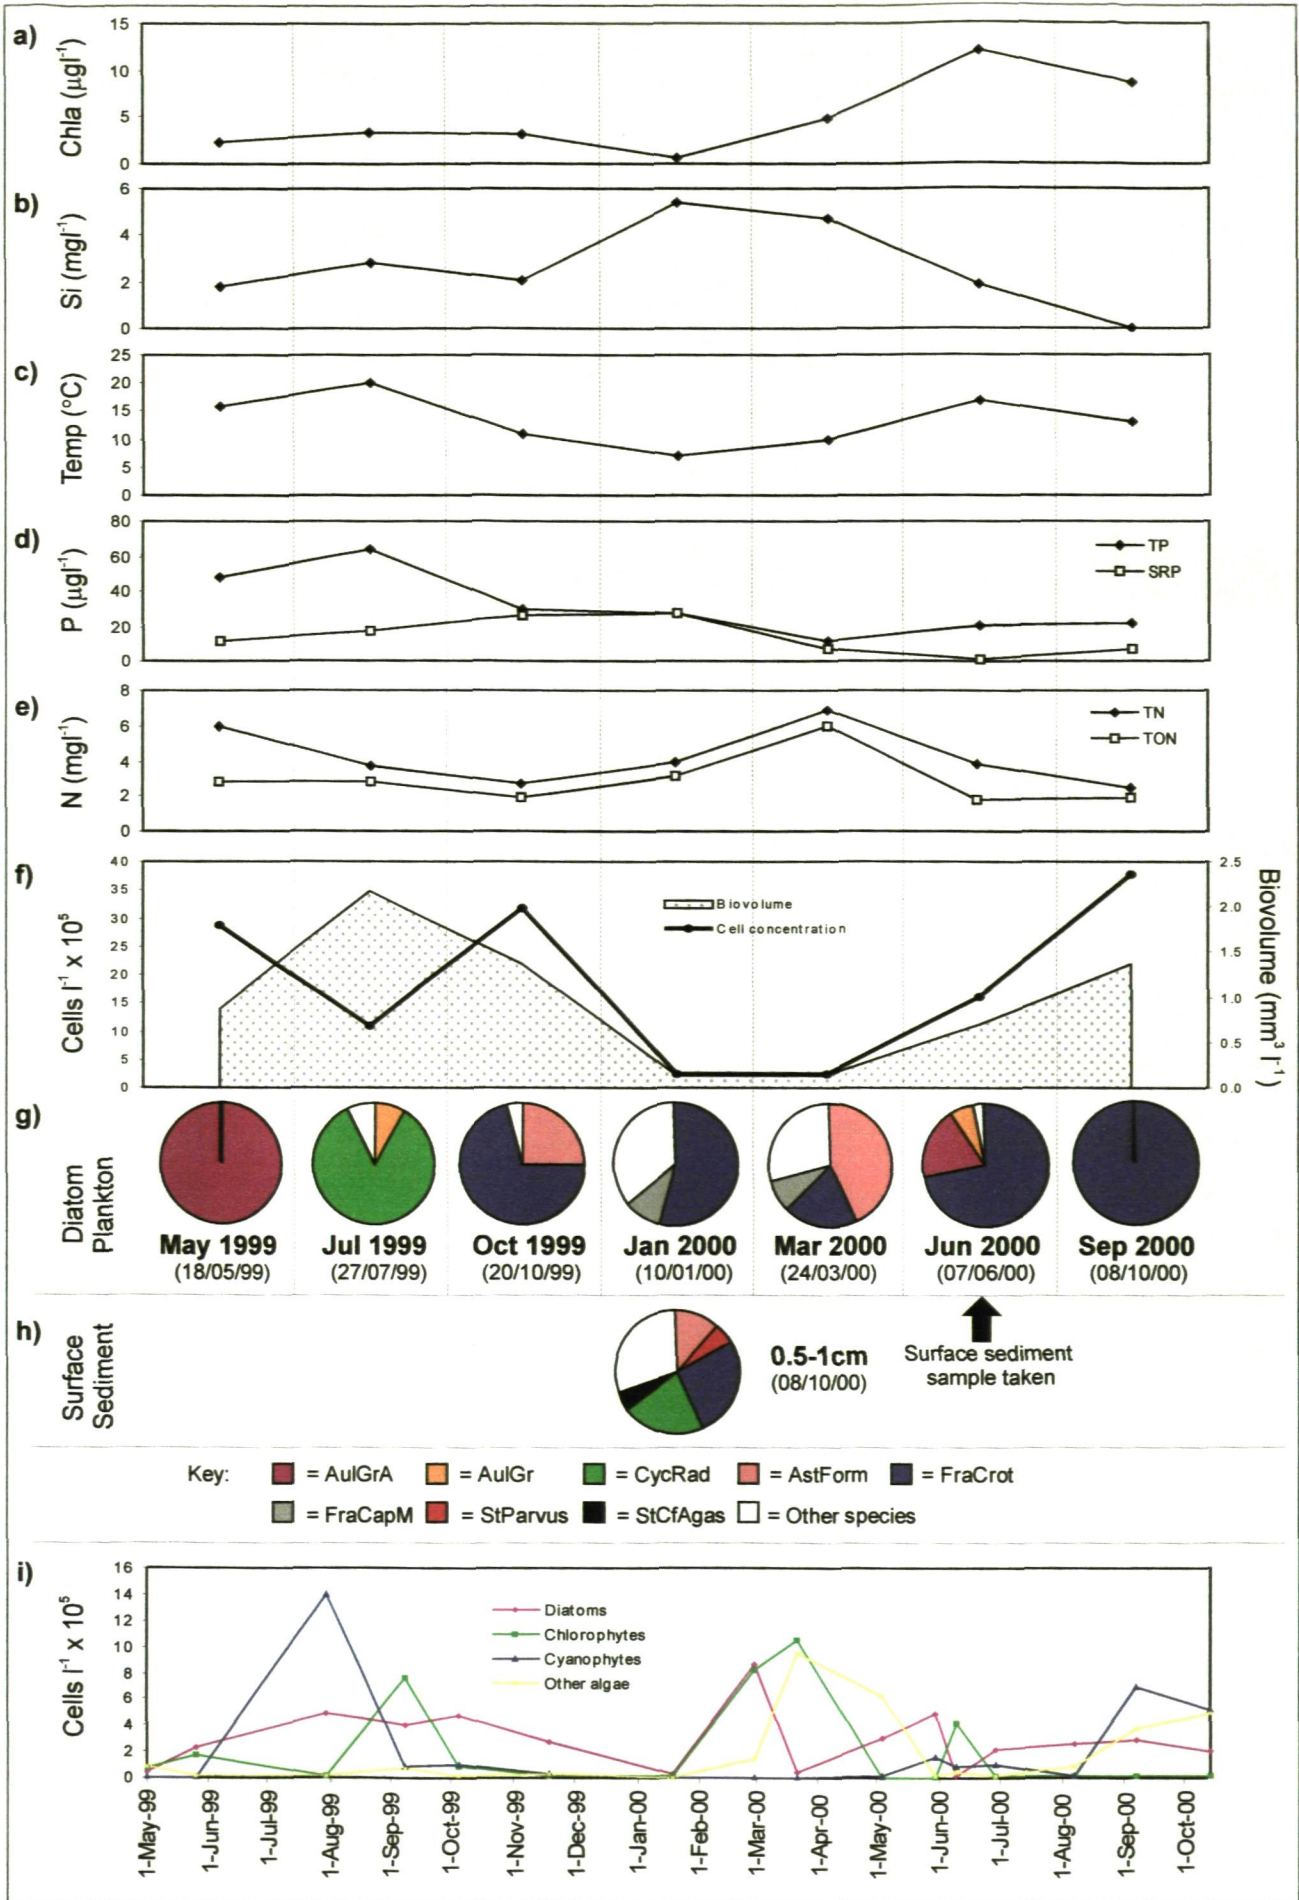 a)
Chla (µgl⁻¹)
15
10
5
0
b)
Si (mgl⁻¹)
6
4
2
0
c)
Temp (°C)
25
20
15
10
5
0
d)
P (µgl⁻¹)
80
60
40
20
0
TP
SRP
e)
N (mgl⁻¹)
8
6
4
2
0
TN
TON
f)
Cells l⁻¹ x 10⁵
40
35
30
25
20
15
10
5
0
Biovolume
Cell concentration
2.5
2.0
1.5
1.0
0.5
0.0
Biovolume (mm³ l⁻¹)
g)
Diatom
Plankton
May 1999 Jul 1999 Oct 1999 Jan 2000 Mar 2000 Jun 2000 Sep 2000
(18/05/99) (27/07/99) (20/10/99) (10/01/00) (24/03/00) (07/06/00) (08/10/00)
h)
Surface
Sediment
0.5-1cm
(08/10/00)
Surface sediment
sample taken
Key: = AulGrA = AulGr = CycRad = AstForm = FraCrot
= FraCapM = StParvus = StCfAgas = Other species
i)
Cells l⁻¹ x 10⁵
16
14
12
10
8
6
4
2
0
Diatoms
Chlorophytes
Cyanophytes
Other algae
1-May-99
1-Jun-99
1-Jul-99
1-Aug-99
1-Sep-99
1-Oct-99
1-Nov-99
1-Dec-99
1-Jan-00
1-Feb-00
1-Mar-00
1-Apr-00
1-May-00
1-Jun-00
1-Jul-00
1-Aug-00
1-Sep-00
1-Oct-00